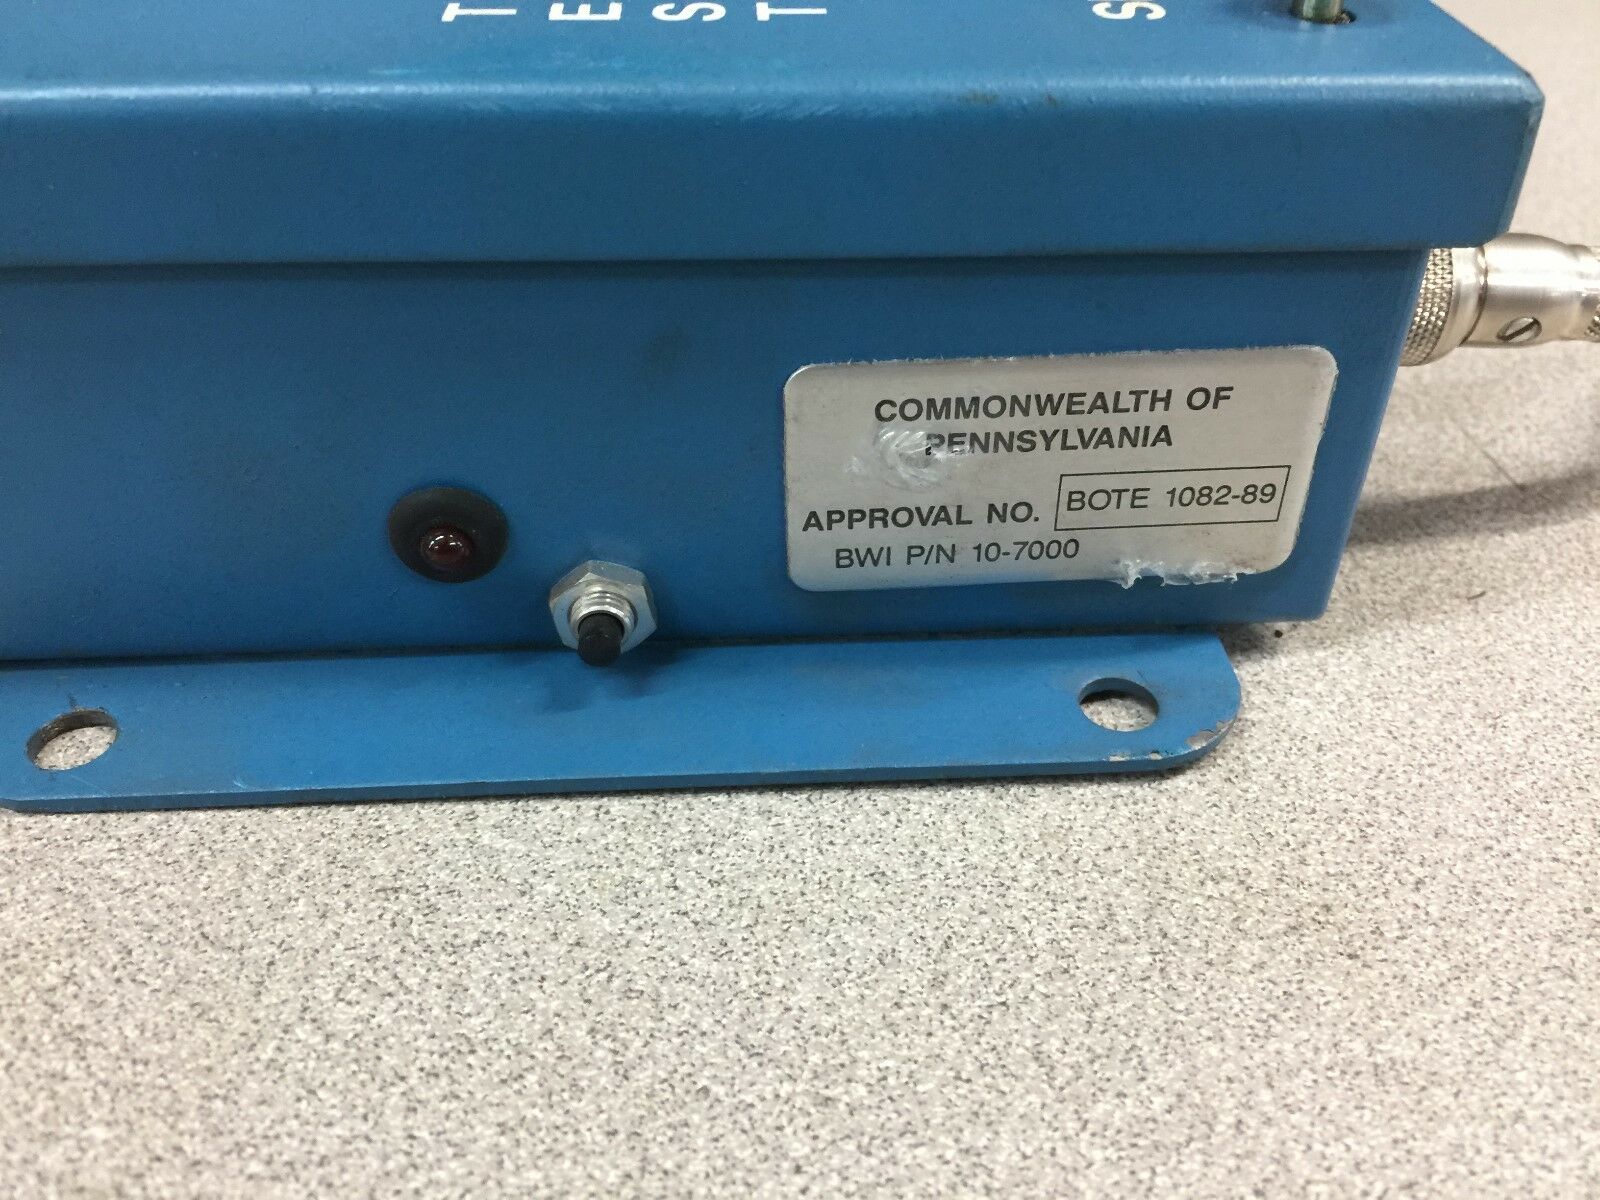 TEST
COMMONWEALTH OF
PENNSYLVANIA
APPROVAL NO. BOTE 1082-89
BWI P/N 10-7000